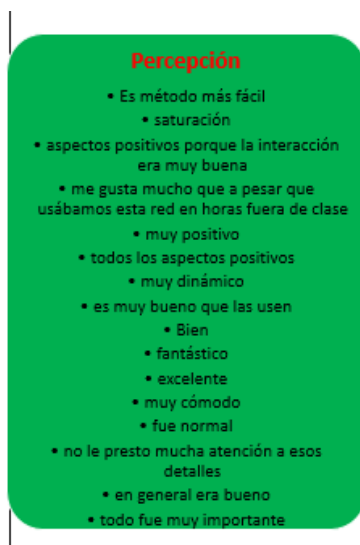 Percepción
• Es método más fácil
• saturación
• aspectos positivos porque la interacción
era muy buena
• me gusta mucho que a pesar que
usábamos esta red en horas fuera de clase
• muy positivo
• todos los aspectos positivos
• muy dinámico
• es muy bueno que las usen
• Bien
• fantástico
• excelente
• muy cómodo
• fue normal
• no le presto mucha atención a esos
detalles
• en general era bueno
• todo fue muy importante